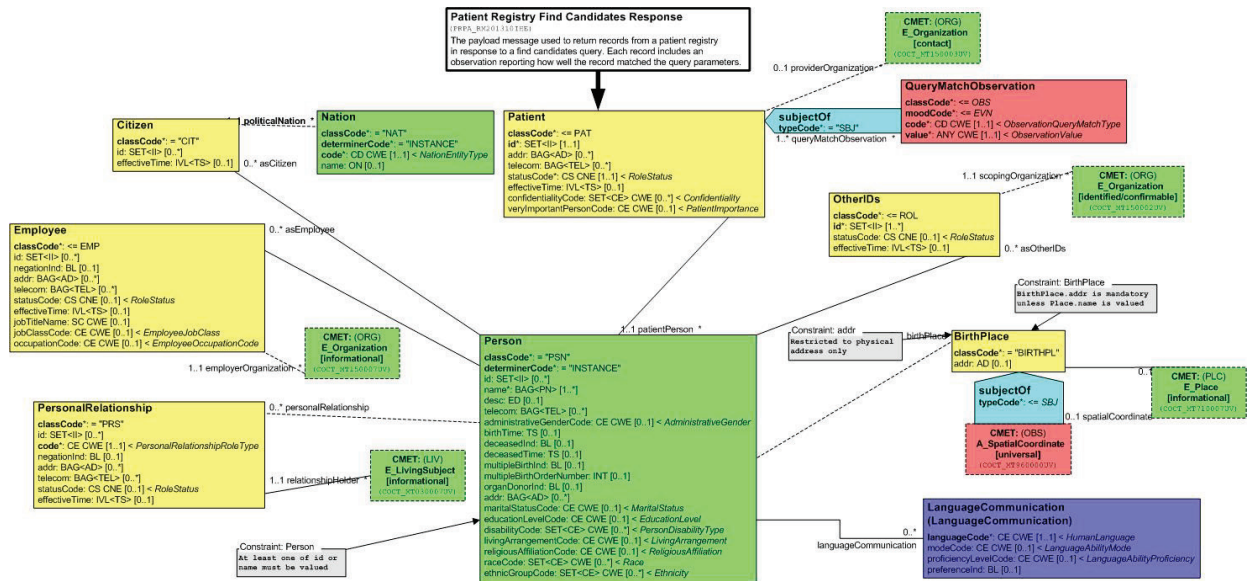 Patient Registry Find Candidates Response
(PRPA_RM201310IHE)
The payload message used to return records from a patient registry
in response to a find candidates query. Each record includes an
observation reporting how well the record matched the query parameters.
CMET: (ORG)
E_Organization
[contact]
(COCT_MT150003UV)
0..1 providerOrganization
QueryMatchObservation
classCode*: <= OBS
moodCode*: <= EVN
code*: CD CWE [1..1] < ObservationQueryMatchType
value*: ANY CWE [1..1] < ObservationValue
subjectOf
typeCode*: = "SBJ"
1..* queryMatchObservation *
Citizen
classCode*: = "CIT"
id: SET<II> [0..*]
effectiveTime: IVL<TS> [0..1]
politicalNation *
0..* asCitizen
Nation
classCode*: = "NAT"
determinerCode*: = "INSTANCE"
code*: CD CWE [1..1] < NationEntityType
name: ON [0..1]
Patient
classCode*: <= PAT
id*: SET<II> [1..1]
addr: BAG<AD> [0..*]
telecom: BAG<TEL> [0..*]
statusCode*: CS CNE [1..1] < RoleStatus
effectiveTime: IVL<TS> [0..1]
confidentialityCode: SET<CE> CWE [0..*] < Confidentiality
veryImportantPersonCode: CE CWE [0..1] < PatientImportance
1..1 scopingOrganization
CMET: (ORG)
E_Organization
[identified/confirmable]
(COCT_MT150002UV)
OtherIDs
classCode*: <= ROL
id*: SET<II> [1..*]
statusCode: CS CNE [0..1] < RoleStatus
effectiveTime: IVL<TS> [0..1]
0..* asOtherIDs
Employee
classCode*: <= EMP
id: SET<II> [0..*]
negationInd: BL [0..1]
addr: BAG<AD> [0..*]
telecom: BAG<TEL> [0..*]
statusCode: CS CNE [0..1] < RoleStatus
effectiveTime: IVL<TS> [0..1]
jobTitleName: SC CWE [0..1]
jobClassCode: CE CWE [0..1] < EmployeeJobClass
occupationCode: CE CWE [0..1] < EmployeeOccupationCode
0..* asEmployee
CMET: (ORG)
E_Organization
[informational]
(COCT_MT150007UV)
1..1 employerOrganization *
1..1 patientPerson *
Constraint: addr
Restricted to physical
address only
Constraint: BirthPlace
BirthPlace.addr is mandatory
unless Place.name is valued
birthPlace
BirthPlace
classCode*: = "BIRTHPL"
addr: AD [0..1]
0..1
CMET: (PLC)
E_Place
[informational]
(COCT_MT710007UV)
subjectOf
typeCode*: <= SBJ
0..1 spatialCoordinate
CMET: (OBS)
A_SpatialCoordinate
[universal]
(COCT_MT960000UV)
Person
classCode*: = "PSN"
determinerCode*: = "INSTANCE"
id: SET<II> [0..*]
name*: BAG<PN> [1..*]
desc: ED [0..1]
telecom: BAG<TEL> [0..*]
administrativeGenderCode: CE CWE [0..1] < AdministrativeGender
birthTime: TS [0..1]
deceasedInd: BL [0..1]
deceasedTime: TS [0..1]
multipleBirthInd: BL [0..1]
multipleBirthOrderNumber: INT [0..1]
organDonorInd: BL [0..1]
addr: BAG<AD> [0..*]
maritalStatusCode: CE CWE [0..1] < MaritalStatus
educationLevelCode: CE CWE [0..1] < EducationLevel
disabilityCode: SET<CE> CWE [0..*] < PersonDisabilityType
livingArrangementCode: CE CWE [0..1] < LivingArrangement
religiousAffiliationCode: CE CWE [0..1] < ReligiousAffiliation
raceCode: SET<CE> CWE [0..*] < Race
ethnicGroupCode: SET<CE> CWE [0..*] < Ethnicity
PersonalRelationship
classCode*: = "PRS"
id: SET<II> [0..*]
code*: CE CWE [1..1] < PersonalRelationshipRoleType
negationInd: BL [0..1]
addr: BAG<AD> [0..*]
telecom: BAG<TEL> [0..*]
statusCode: CS CNE [0..1] < RoleStatus
effectiveTime: IVL<TS> [0..1]
0..* personalRelationship
CMET: (LIV)
E_LivingSubject
[informational]
(COCT_MT030007UV)
1..1 relationshipHolder *
Constraint: Person
At least one of id or
name must be valued
0..*
languageCommunication
LanguageCommunication
(LanguageCommunication)
languageCode*: CE CWE [1..1] < HumanLanguage
modeCode: CE CWE [0..1] < LanguageAbilityMode
proficiencyLevelCode: CE CWE [0..1] < LanguageAbilityProficiency
preferenceInd: BL [0..1]